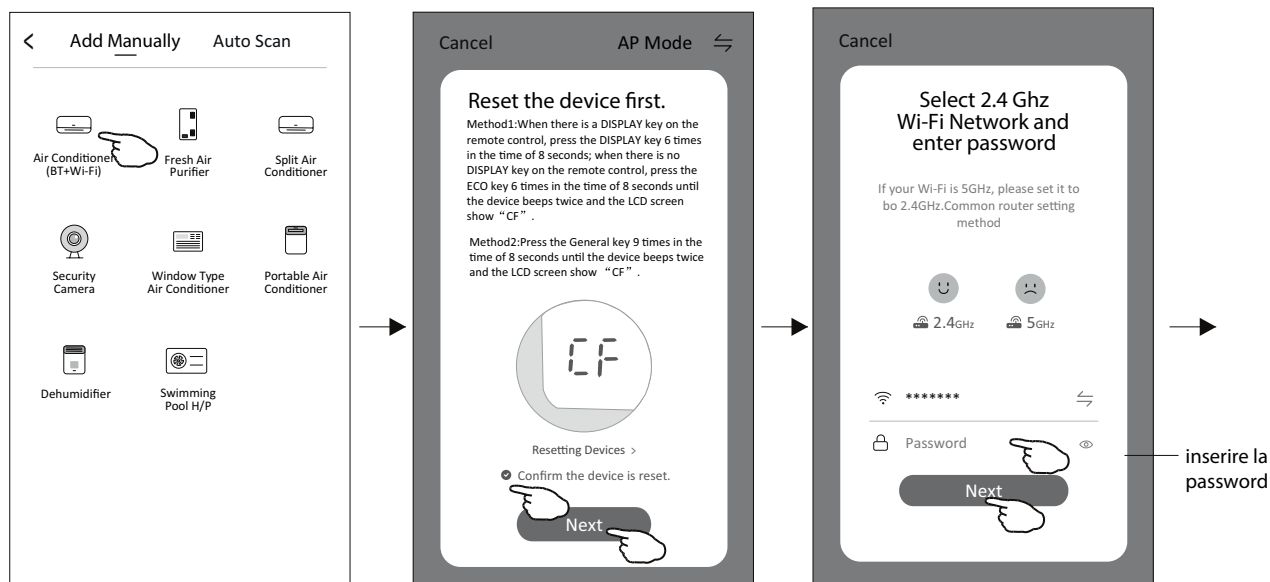 < Add Manually Auto Scan
Air Conditioner
(BT+Wi-Fi)
Fresh Air
Purifier
Split Air
Conditioner
Security
Camera
Window Type
Air Conditioner
Portable Air
Conditioner
Dehumidifier
Swimming
Pool H/P
Cancel AP Mode
Reset the device first.
Method1:When there is a DISPLAY key on the
remote control, press the DISPLAY key 6 times
in the time of 8 seconds; when there is no
DISPLAY key on the remote control, press the
ECO key 6 times in the time of 8 seconds until
the device beeps twice and the LCD screen
show “CF”.
Method2:Press the General key 9 times in the
time of 8 seconds until the device beeps twice
and the LCD screen show “CF”.
CF
Resetting Devices >
Confirm the device is reset.
Next
Cancel
Select 2.4 Ghz
Wi-Fi Network and
enter password
If your Wi-Fi is 5GHz, please set it to
bo 2.4GHz.Common router setting
method
2.4GHz 5GHz
*******
Password
Next
inserire la
password